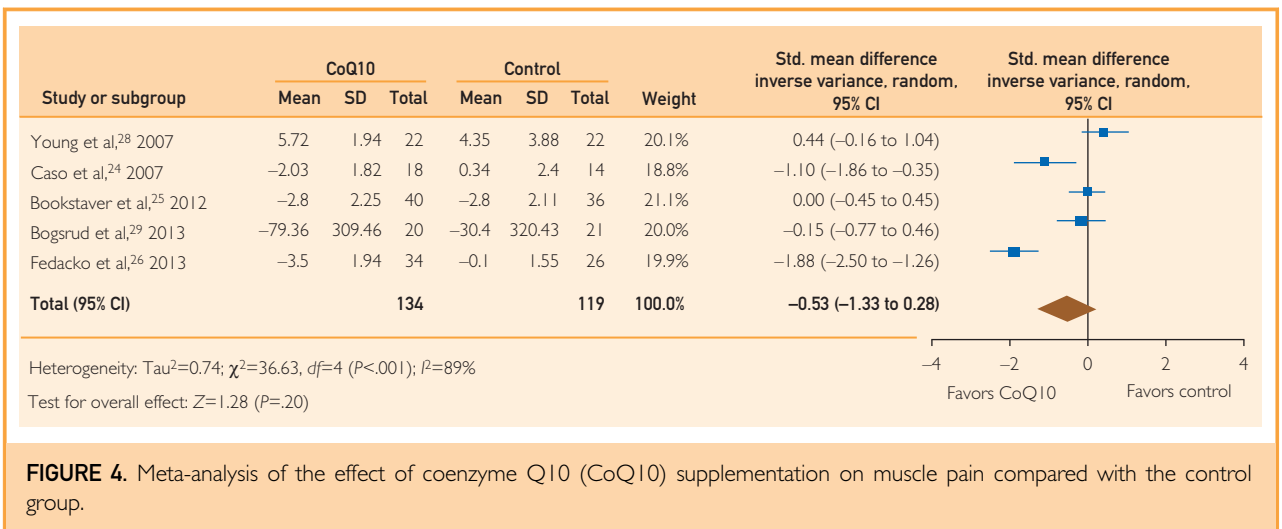 CoQ10 Control Std. mean difference inverse variance, random, 95% CI Std. mean difference inverse variance, random, 95% CI
Study or subgroup Mean SD Total Mean SD Total Weight
Young et al,28 2007 5.72 1.94 22 4.35 3.88 22 20.1% 0.44 (−0.16 to 1.04)
Caso et al,24 2007 −2.03 1.82 18 0.34 2.4 14 18.8% −1.10 (−1.86 to −0.35)
Bookstaver et al,25 2012 −2.8 2.25 40 −2.8 2.11 36 21.1% 0.00 (−0.45 to 0.45)
Bogsrud et al,29 2013 −79.36 309.46 20 −30.4 320.43 21 20.0% −0.15 (−0.77 to 0.46)
Fedacko et al,26 2013 −3.5 1.94 34 −0.1 1.55 26 19.9% −1.88 (−2.50 to −1.26)
Total (95% CI) 134 119 100.0% −0.53 (−1.33 to 0.28)
−4 −2 0 2 4
Favors CoQ10 Favors control
Heterogeneity: Tau2=0.74; χ2=36.63, df=4 (P<.001); I2=89%
Test for overall effect: Z=1.28 (P=.20)
FIGURE 4. Meta-analysis of the effect of coenzyme Q10 (CoQ10) supplementation on muscle pain compared with the control
group.